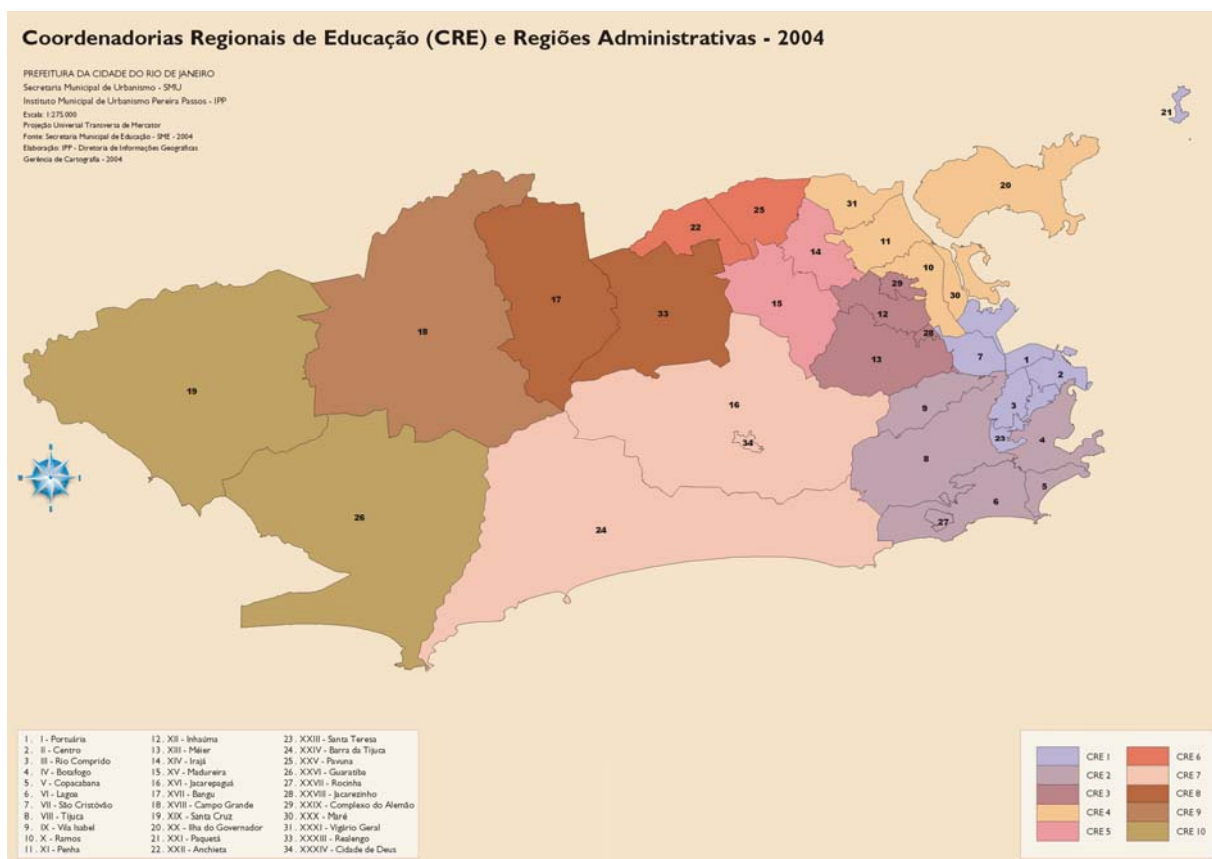 Coordenadorias Regionais de Educação (CRE) e Regiões Administrativas - 2004
PREFEITURA DA CIDADE DO RIO DE JANEIRO
Secretaria Municipal de Urbanismo - SMU
Instituto Municipal de Urbanismo Pereira Passos - IPP
Escala: 1:275.000
Projeção Universal Transversa de Mercator
Fonte: Secretaria Municipal de Educação - SME - 2004
Elaboração: IPP - Diretoria de Informações Geográficas
Gerência de Cartografia - 2004
21
20
31
25
22
11
14
10
29
30
17
15
33
12
18
28
7
1
13
2
19
16
3
9
23
4
34
8
5
6
26
27
24
1 . I - Portuária
2 . II - Centro
3 . III - Rio Comprido
4 . IV - Botafogo
5 . V - Copacabana
6 . VI - Lagoa
7 . VII - São Cristóvão
8 . VIII - Tijuca
9 . IX - Vila Isabel
10 . X - Ramos
11 . XI - Penha
12 . XII - Inhaúma
13 . XIII - Méier
14 . XIV - Irajá
15 . XV - Madureira
16 . XVI - Jacarepaguá
17 . XVII - Bangu
18 . XVIII - Campo Grande
19 . XIX - Santa Cruz
20 . XX - Ilha do Governador
21 . XXI - Paquetá
22 . XXII - Anchieta
23 . XXIII - Santa Teresa
24 . XXIV - Barra da Tijuca
25 . XXV - Pavuna
26 . XXVI - Guaratiba
27 . XXVII - Rocinha
28 . XXVIII - Jacarezinho
29 . XXIX - Complexo do Alemão
30 . XXX - Maré
31 . XXXI - Vigário Geral
33 . XXXIII - Realengo
34 . XXXIV - Cidade de Deus
CRE 1
CRE 2
CRE 3
CRE 4
CRE 5
CRE 6
CRE 7
CRE 8
CRE 9
CRE 10